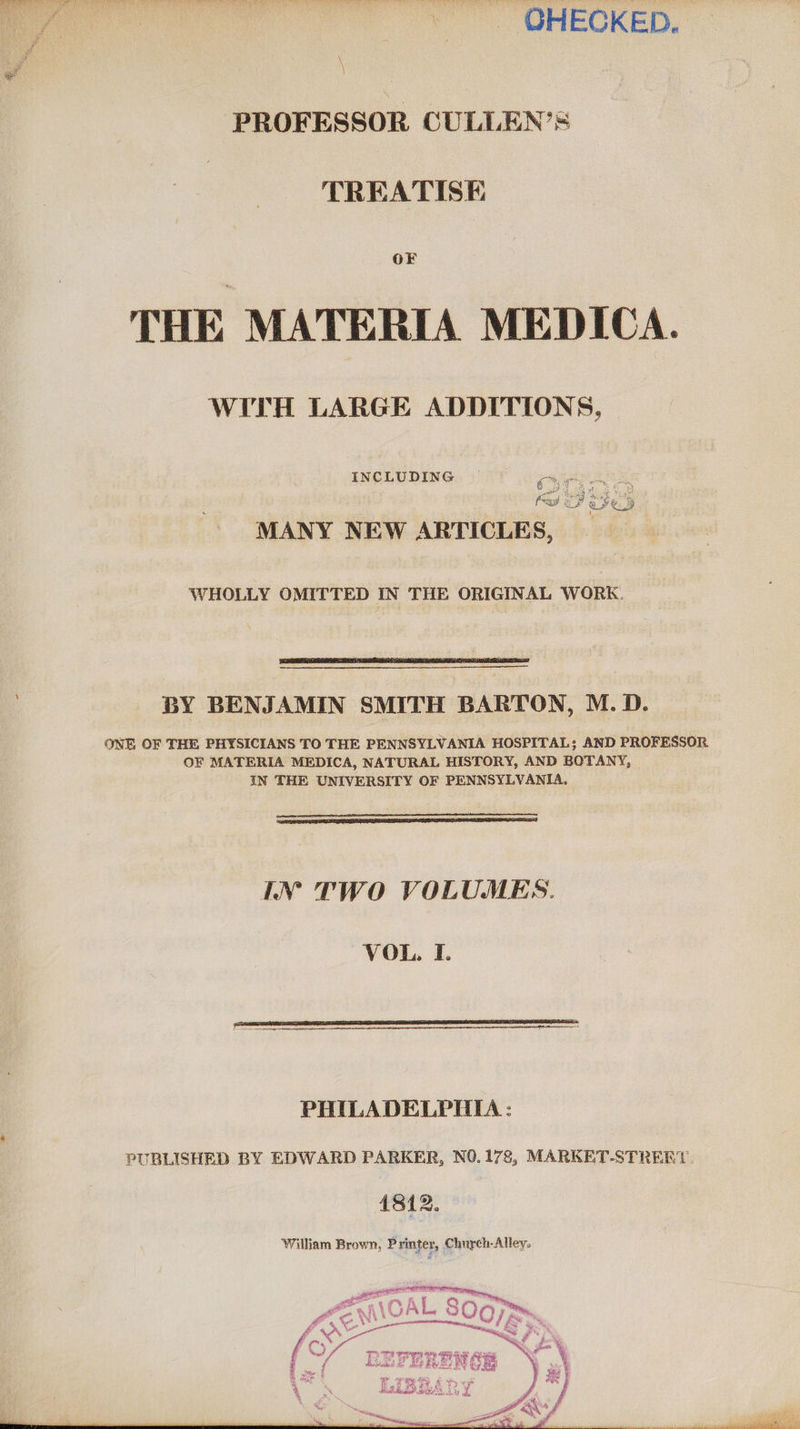 CHECKED.
PROFESSOR CULLEN'S
TREATISE
OF
THE MATERIA MEDICA.
WITH LARGE ADDITIONS,
INCLUDING
MANY NEW ARTICLES,
WHOLLY OMITTED IN THE ORIGINAL WORK.
BY BENJAMIN SMITH BARTON, M. D.
ONE OF THE PHYSICIANS TO THE PENNSYLVANIA HOSPITAL; AND PROFESSOR
OF MATERIA MEDICA, NATURAL HISTORY, AND BOTANY,
IN THE UNIVERSITY OF PENNSYLVANIA.
IN TWO VOLUMES.
VOL. I.
PHILADELPHIA:
PUBLISHED BY EDWARD PARKER, NO. 178, MARKET-STREET.
1812.
William Brown, Printer, Church-Alley.
CHEMICAL SOCIETY
REFERENCE
LIBRARY